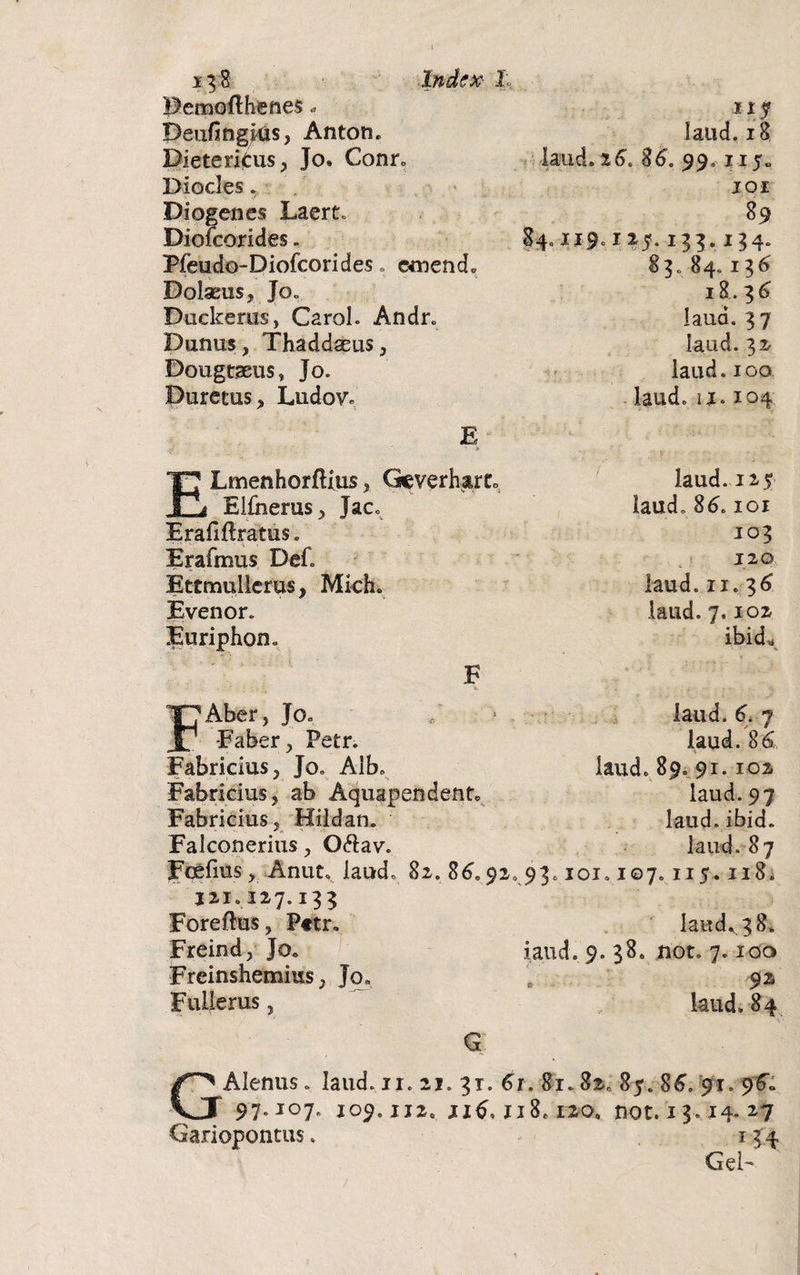 138 Index I.
Demoſthenes. 115
Deuſingius, Anton. laud. 18
Dietericus, Jo. Conr. laud. 26. 86. 99. 115.
Diocles. 101
Diogenes Laert. 89
Dioſcorides. 84. 119. 125. 133. 134.
Pſeudo-Dioſcorides. emend. 83. 84. 136
Dolæus, Jo. 18. 36
Duckerus, Carol. Andr. laud. 37
Dunus, Thaddæus, laud. 32
Dougtæus, Jo. laud. 100
Duretus, Ludov. laud. 11. 104
E
ELmenhorſtius, Geverhart. laud. 125
Elſnerus, Jac. laud. 86. 101
Eraſiſtratus. 103
Eraſmus Deſ. 120
Ettmullerus, Mich. laud. 11. 36
Evenor. laud. 7. 102
Euriphon. ibid.
F
FAber, Jo. laud. 6. 7
Faber, Petr. laud. 86
Fabricius, Jo. Alb. laud. 89. 91. 102
Fabricius, ab Aquapendent. laud. 97
Fabricius, Hildan. laud. ibid.
Falconerius, Octav. laud. 87
Fœſius, Anut. laud. 82. 86. 92. 93. 101. 107. 115. 118.
121. 127. 133
Foreſtus, Petr. laud. 38.
Freind, Jo. laud. 9. 38. not. 7. 100
Freinshemius, Jo. 92
Fullerus, laud. 84
G
GAlenus. laud. 11. 21. 31. 61. 81. 82. 85. 86. 91. 96.
97. 107. 109. 112. 116. 118. 120. not. 13. 14. 27
Gariopontus. 134
Gel-